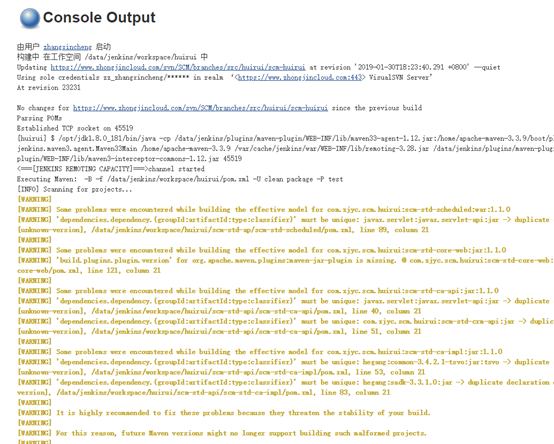 Console Output
由用户 zhangxincheng 启动
构建中 在工作空间 /data/jenkins/workspace/huirui 中
Updating https://www.zhongjincloud.com/svn/SCM/branches/src/huirui/scm-huirui at revision '2019-01-30T18:23:40.291 +0800' --quiet
Using sole credentials zx_zhangxincheng/****** in realm '<https://www.zhongjincloud.com:443> VisualSVN Server'
At revision 23231
No changes for https://www.zhongjincloud.com/svn/SCM/branches/src/huirui/scm-huirui since the previous build
Parsing POMs
Established TCP socket on 45519
[huirui] $ /opt/jdk1.8.0_181/bin/java -cp /data/jenkins/plugins/maven-plugin/WEB-INF/lib/maven33-agent-1.12.jar:/home/apache-maven-3.3.9/boot/pl
jenkins.maven3.agent.Maven33Main /home/apache-maven-3.3.9 /var/cache/jenkins/war/WEB-INF/lib/remoting-3.28.jar /data/jenkins/plugins/maven-plug
plugin/WEB-INF/lib/maven3-interceptor-commons-1.12.jar 45519
<===[JENKINS REMOTING CAPACITY]===>channel started
Executing Maven:  -B -f /data/jenkins/workspace/huirui/pom.xml -U clean package -P test
[INFO] Scanning for projects...
[WARNING]
[WARNING] Some problems were encountered while building the effective model for com.zjyc.scm.huirui:scm-std-scheduled:war:1.1.0
[WARNING] 'dependencies.dependency.(groupId:artifactId:type:classifier)' must be unique: javax.servlet:javax.servlet-api:jar -> duplicate
[unknown-version], /data/jenkins/workspace/huirui/scm-std-ap/scm-std-scheduled/pom.xml, line 89, column 21
[WARNING]
[WARNING] Some problems were encountered while building the effective model for com.zjyc.scm.huirui:scm-std-core-web:jar:1.1.0
[WARNING] 'build.plugins.plugin.version' for org.apache.maven.plugins:maven-jar-plugin is missing. @ com.zjyc.scm.huirui:scm-std-core-web:
core-web/pom.xml, line 121, column 21
[WARNING]
[WARNING] Some problems were encountered while building the effective model for com.zjyc.scm.huirui:scm-std-ca-api:jar:1.1.0
[WARNING] 'dependencies.dependency.(groupId:artifactId:type:classifier)' must be unique: javax.servlet:javax.servlet-api:jar -> duplicate
[unknown-version], /data/jenkins/workspace/huirui/scm-std-api/scm-std-ca-api/pom.xml, line 40, column 21
[WARNING] 'dependencies.dependency.(groupId:artifactId:type:classifier)' must be unique: com.zjyc.scm.huirui:scm-std-crm-api:jar -> duplic
[unknown-version], /data/jenkins/workspace/huirui/scm-std-api/scm-std-ca-api/pom.xml, line 51, column 21
[WARNING]
[WARNING] Some problems were encountered while building the effective model for com.zjyc.scm.huirui:scm-std-ca-impl:jar:1.1.0
[WARNING] 'dependencies.dependency.(groupId:artifactId:type:classifier)' must be unique: hegang:common-3.4.2.1-tsvo:jar:tsvo -> duplicate
[unknown-version], /data/jenkins/workspace/huirui/scm-std-api/scm-std-ca-impl/pom.xml, line 53, column 21
[WARNING] 'dependencies.dependency.(groupId:artifactId:type:classifier)' must be unique: hegang:sadk-3.3.1.0:jar -> duplicate declaration
version], /data/jenkins/workspace/huirui/scm-std-api/scm-std-ca-impl/pom.xml, line 83, column 21
[WARNING]
[WARNING] It is highly recommended to fix these problems because they threaten the stability of your build.
[WARNING]
[WARNING] For this reason, future Maven versions might no longer support building such malformed projects.
[WARNING]